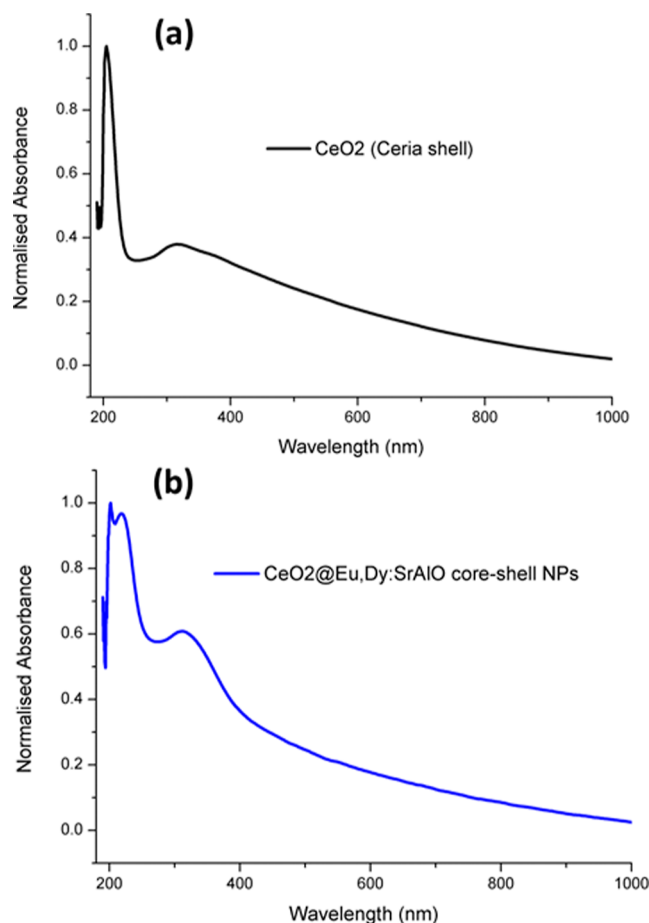 (a)
CeO2 (Ceria shell)
Normalised Absorbance
1.0
0.8
0.6
0.4
0.2
0.0
200
400
600
800
1000
Wavelength (nm)
(b)
CeO2@Eu,Dy:SrAlO core-shell NPs
Normalised Absorbance
1.0
0.8
0.6
0.4
0.2
0.0
200
400
600
800
1000
Wavelength (nm)